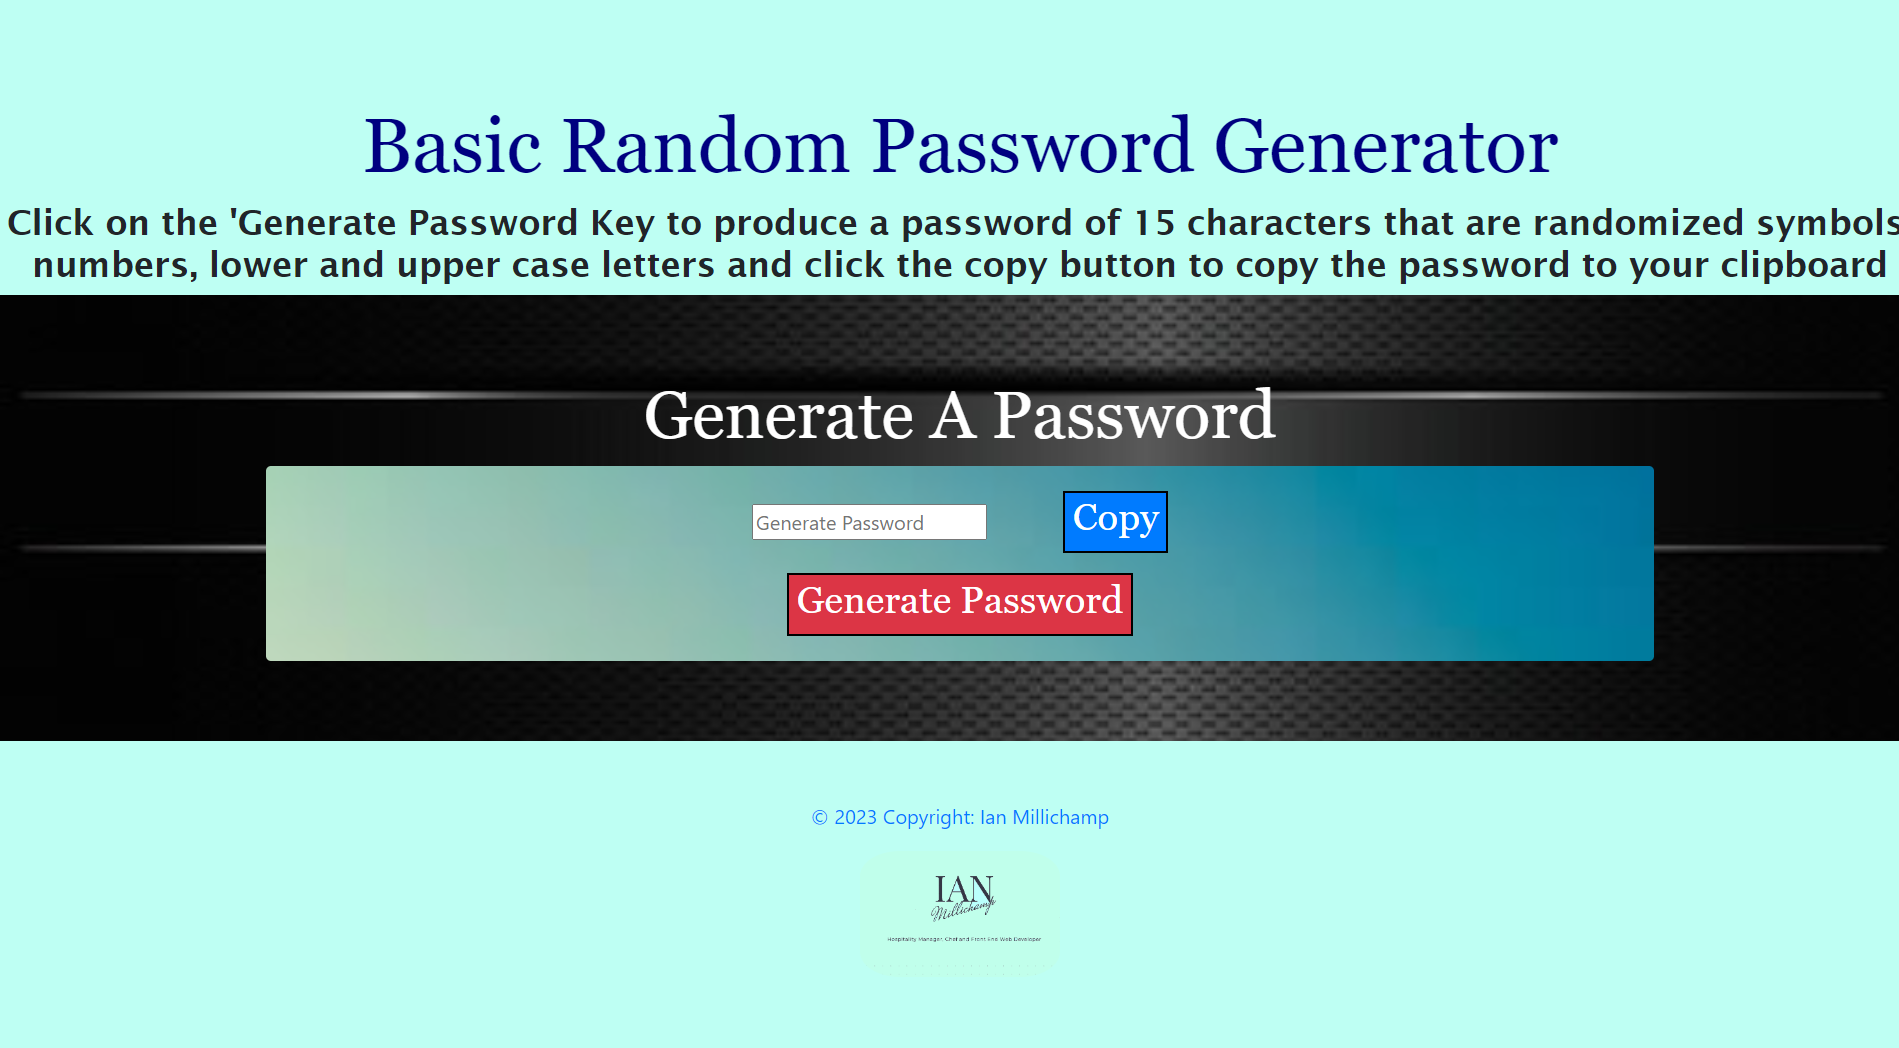 Basic Random Password Generator
Click on the 'Generate Password Key to produce a password of 15 characters that are randomized symbols
numbers, lower and upper case letters and click the copy button to copy the password to your clipboard
Generate A Password
Generate Password
Copy
Generate Password
© 2023 Copyright: Ian Millichamp
IAN
Millichamp
Hospitality Manager, Chef and Front End Web Developer